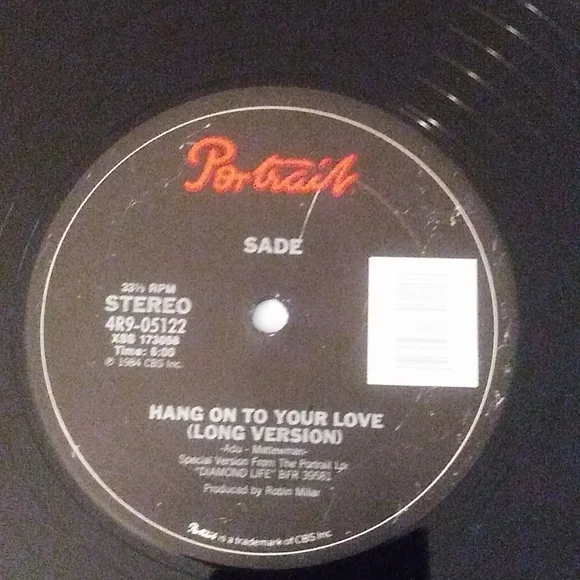 Portrait
SADE
33⅓ RPM
STEREO
4R9-05122
XSS
Time: 6:00
℗ 1984 CBS Inc.
HANG ON TO YOUR LOVE
(LONG VERSION)
-Adu - Mattewman-
Special Version From The Portrait Lp:
"DIAMOND LIFE" BFR 39581
Produced by Robin Millar
Portrait is a trademark of CBS Inc.